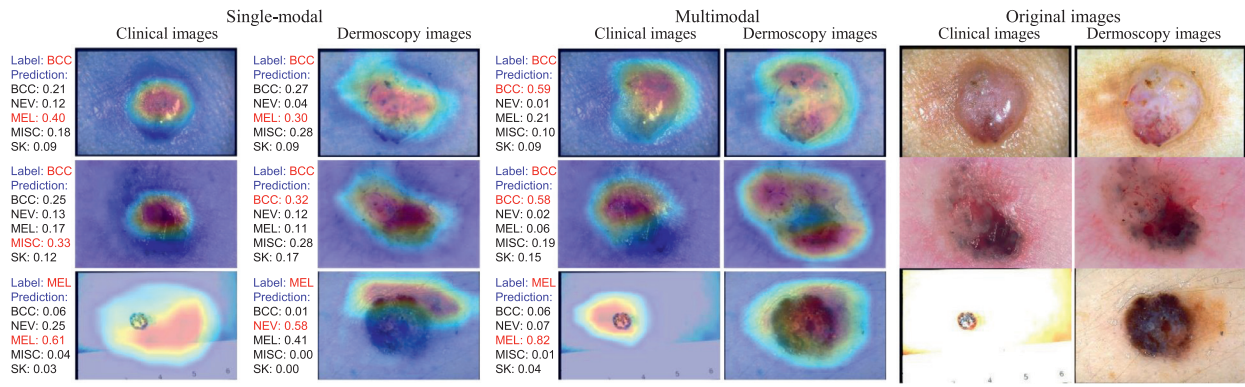 Single-modal
Multimodal
Original images
Clinical images
Dermoscopy images
Clinical images
Dermoscopy images
Clinical images
Dermoscopy images
Label: BCC
Prediction:
BCC: 0.21
NEV: 0.12
MEL: 0.40
MISC: 0.18
SK: 0.09
Label: BCC
Prediction:
BCC: 0.27
NEV: 0.04
MEL: 0.30
MISC: 0.28
SK: 0.09
Label: BCC
Prediction:
BCC: 0.59
NEV: 0.01
MEL: 0.21
MISC: 0.10
SK: 0.09
Label: BCC
Prediction:
BCC: 0.25
NEV: 0.13
MEL: 0.17
MISC: 0.33
SK: 0.12
Label: BCC
Prediction:
BCC: 0.32
NEV: 0.12
MEL: 0.11
MISC: 0.28
SK: 0.17
Label: BCC
Prediction:
BCC: 0.58
NEV: 0.02
MEL: 0.06
MISC: 0.19
SK: 0.15
Label: MEL
Prediction:
BCC: 0.06
NEV: 0.25
MEL: 0.61
MISC: 0.04
SK: 0.03
4 5 6
Label: MEL
Prediction:
BCC: 0.01
NEV: 0.58
MEL: 0.41
MISC: 0.00
SK: 0.00
Label: MEL
Prediction:
BCC: 0.06
NEV: 0.07
MEL: 0.82
MISC: 0.01
SK: 0.04
4 5 6
4 5 6